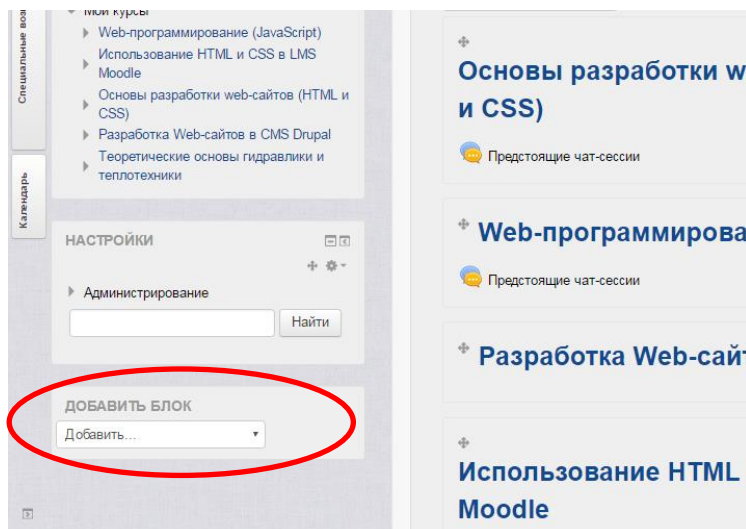 Специальные воз
Календарь
Мои курсы
Web-программирование (JavaScript)
Использование HTML и CSS в LMS
Moodle
Основы разработки web-сайтов (HTML и
CSS)
Разработка Web-сайтов в CMS Drupal
Теоретические основы гидравлики и
теплотехники
НАСТРОЙКИ
Администрирование
Найти
ДОБАВИТЬ БЛОК
Добавить...
Основы разработки w
и CSS)
Предстоящие чат-сессии
Web-программирова
Предстоящие чат-сессии
Разработка Web-сайт
Использование HTML
Moodle